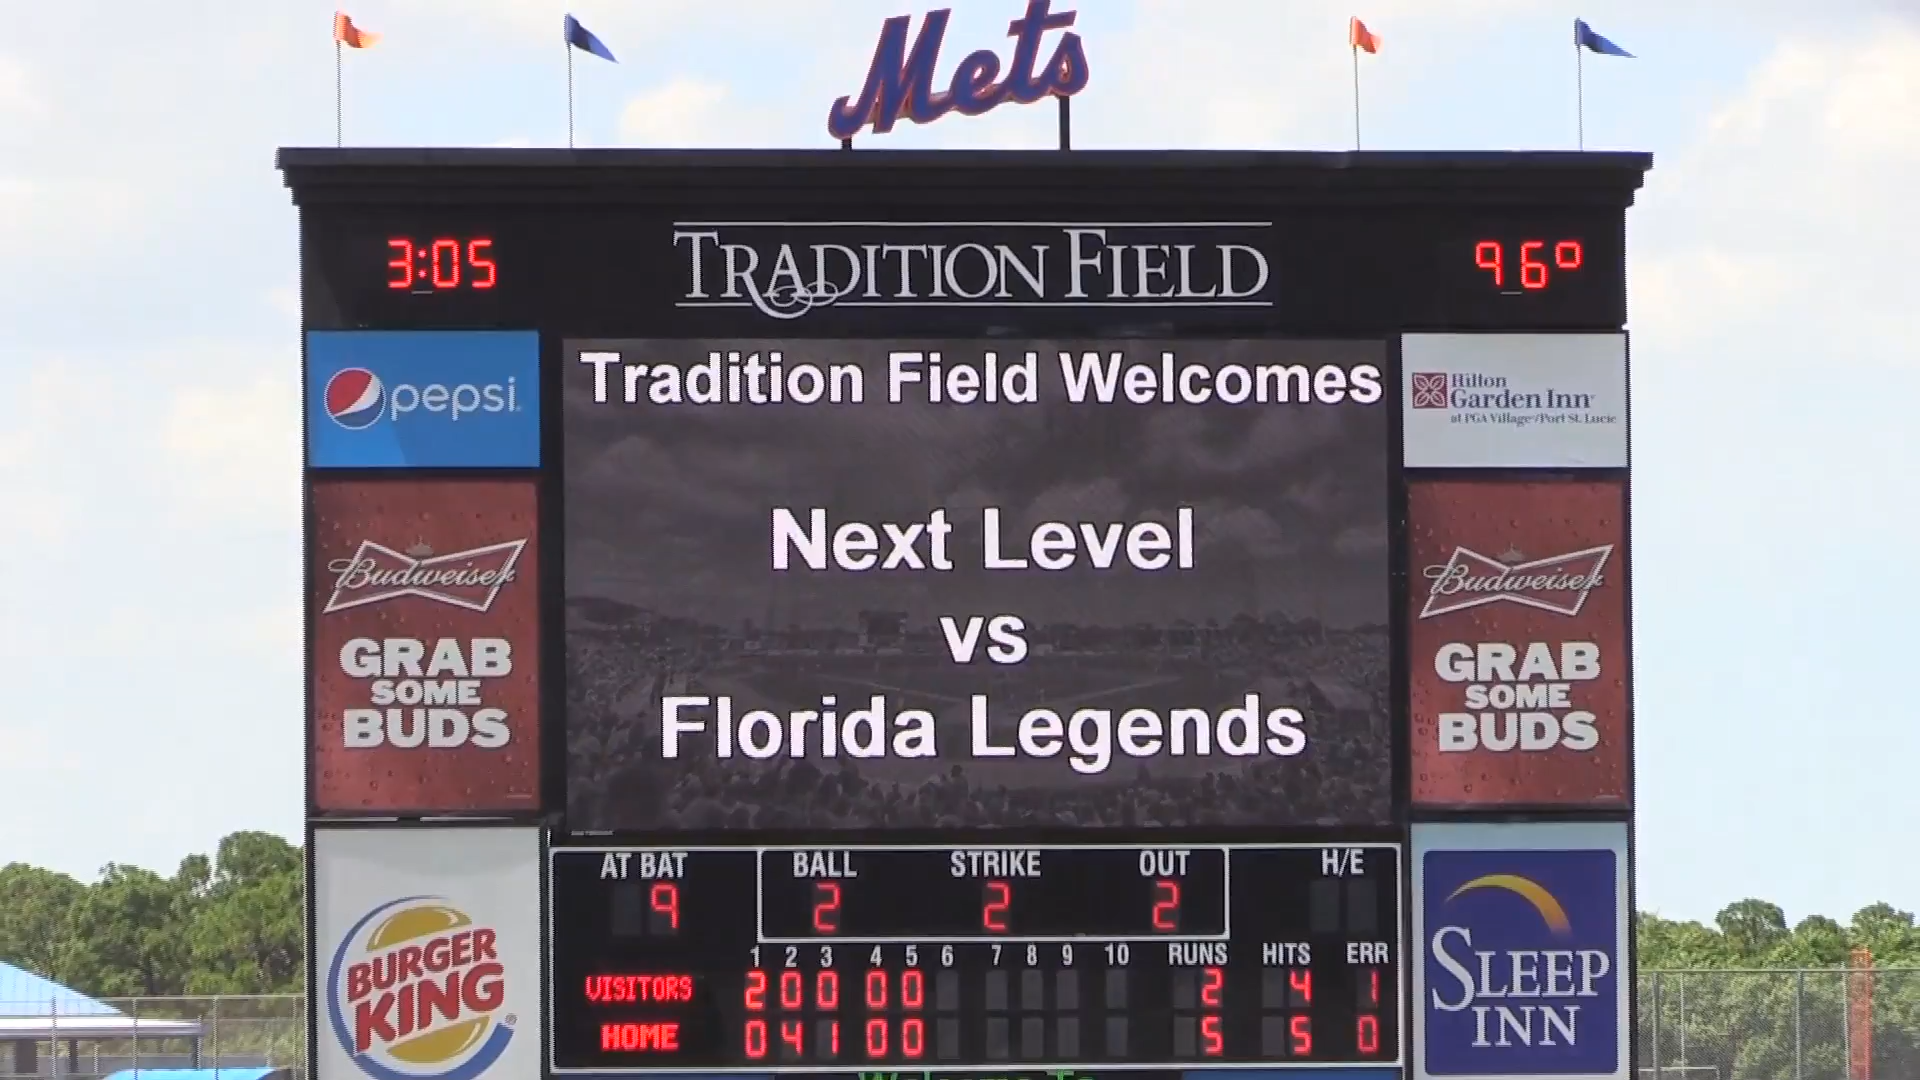 Mets
3:05
TRADITION FIELD
96°
pepsi
Tradition Field Welcomes
Hilton
Garden Inn
at PGA Village/Port St. Lucie
Next Level
vs
Florida Legends
Budweiser
GRAB
SOME
BUDS
Budweiser
GRAB
SOME
BUDS
BURGER
KING
®
AT BAT BALL STRIKE OUT H/E
9 2 2 2
1 2 3 4 5 6 7 8 9 10 RUNS HITS ERR
VISITORS 2 0 0 0 0 2 4 1
HOME 0 4 1 0 0 5 5 0
SLEEP
INN
Welcome To